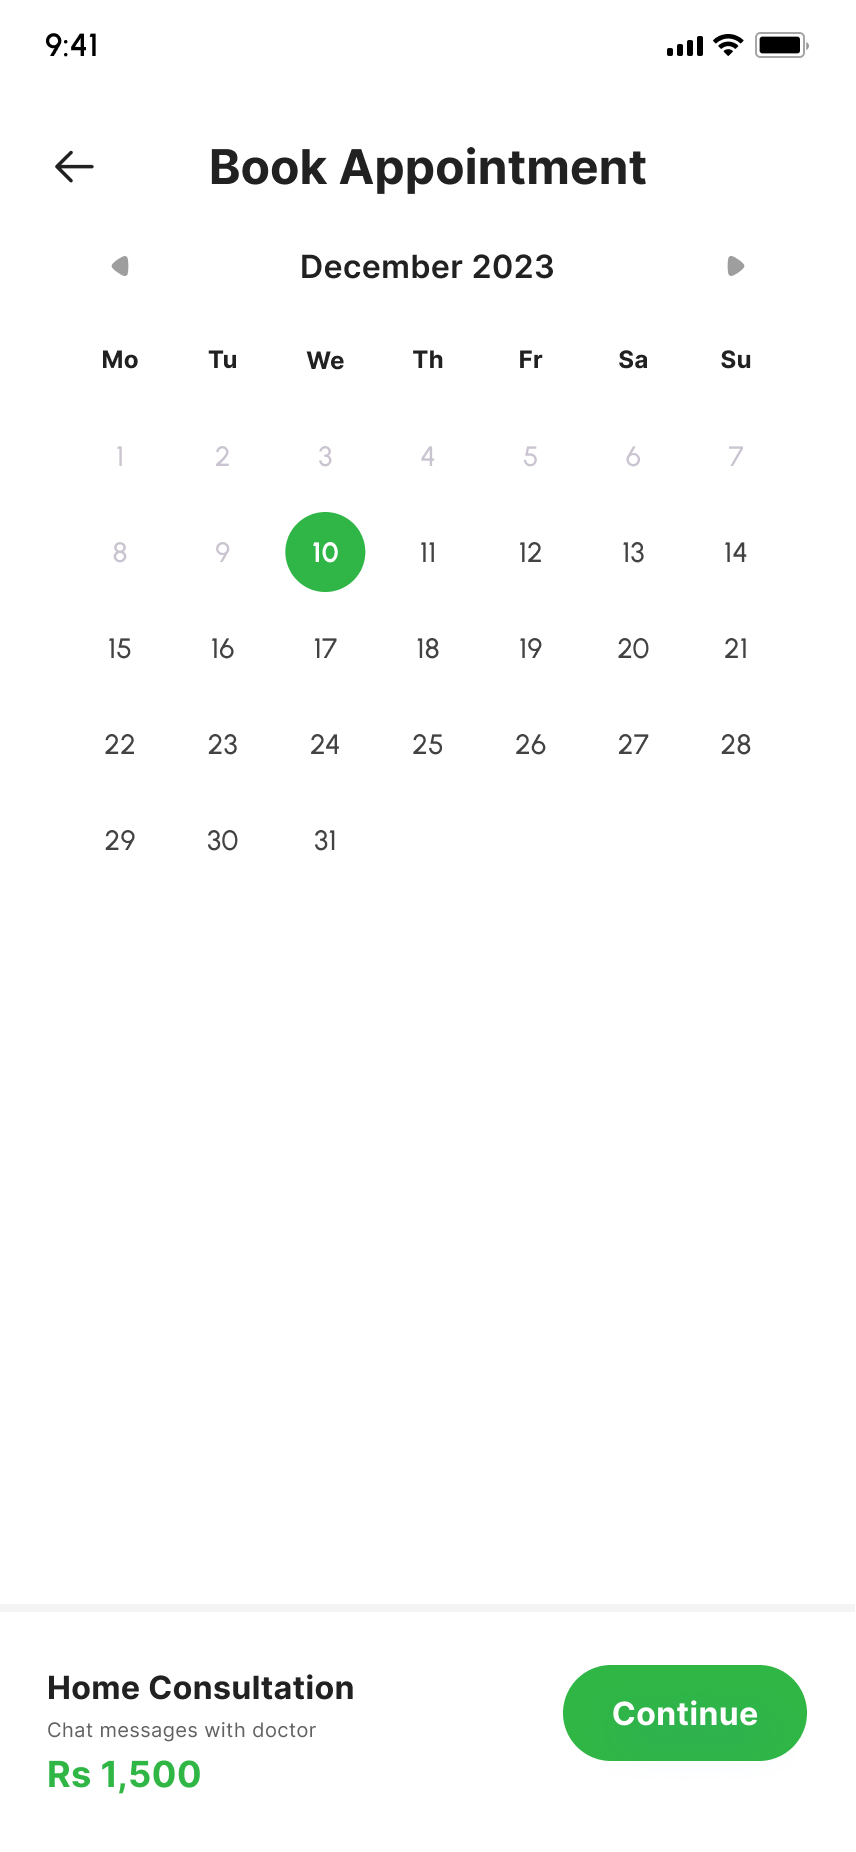 9:41
Book Appointment
December 2023
Mo Tu We Th Fr Sa Su
1 2 3 4 5 6 7
8 9 10 11 12 13 14
15 16 17 18 19 20 21
22 23 24 25 26 27 28
29 30 31
Home Consultation
Chat messages with doctor
Rs 1,500
Continue